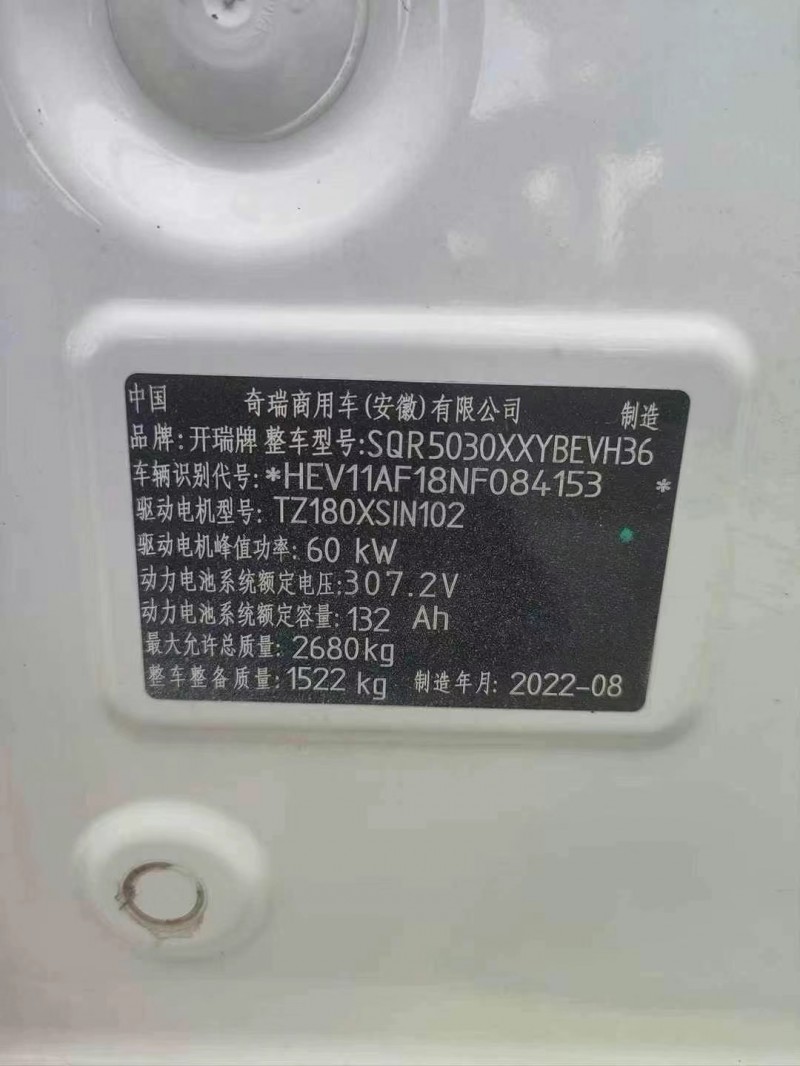 中国 奇瑞商用车(安徽)有限公司 制造
品牌:开瑞牌 整车型号:SQR5030XXYBEVH36
车辆识别代号:*HEV11AF18NF084153 *
驱动电机型号: TZ180XSIN102
驱动电机峰值功率: 60 kW
动力电池系统额定电压:307.2V
动力电池系统额定容量: 132 Ah
最大允许总质量: 2680kg
整车整备质量: 1522 kg 制造年月: 2022-08